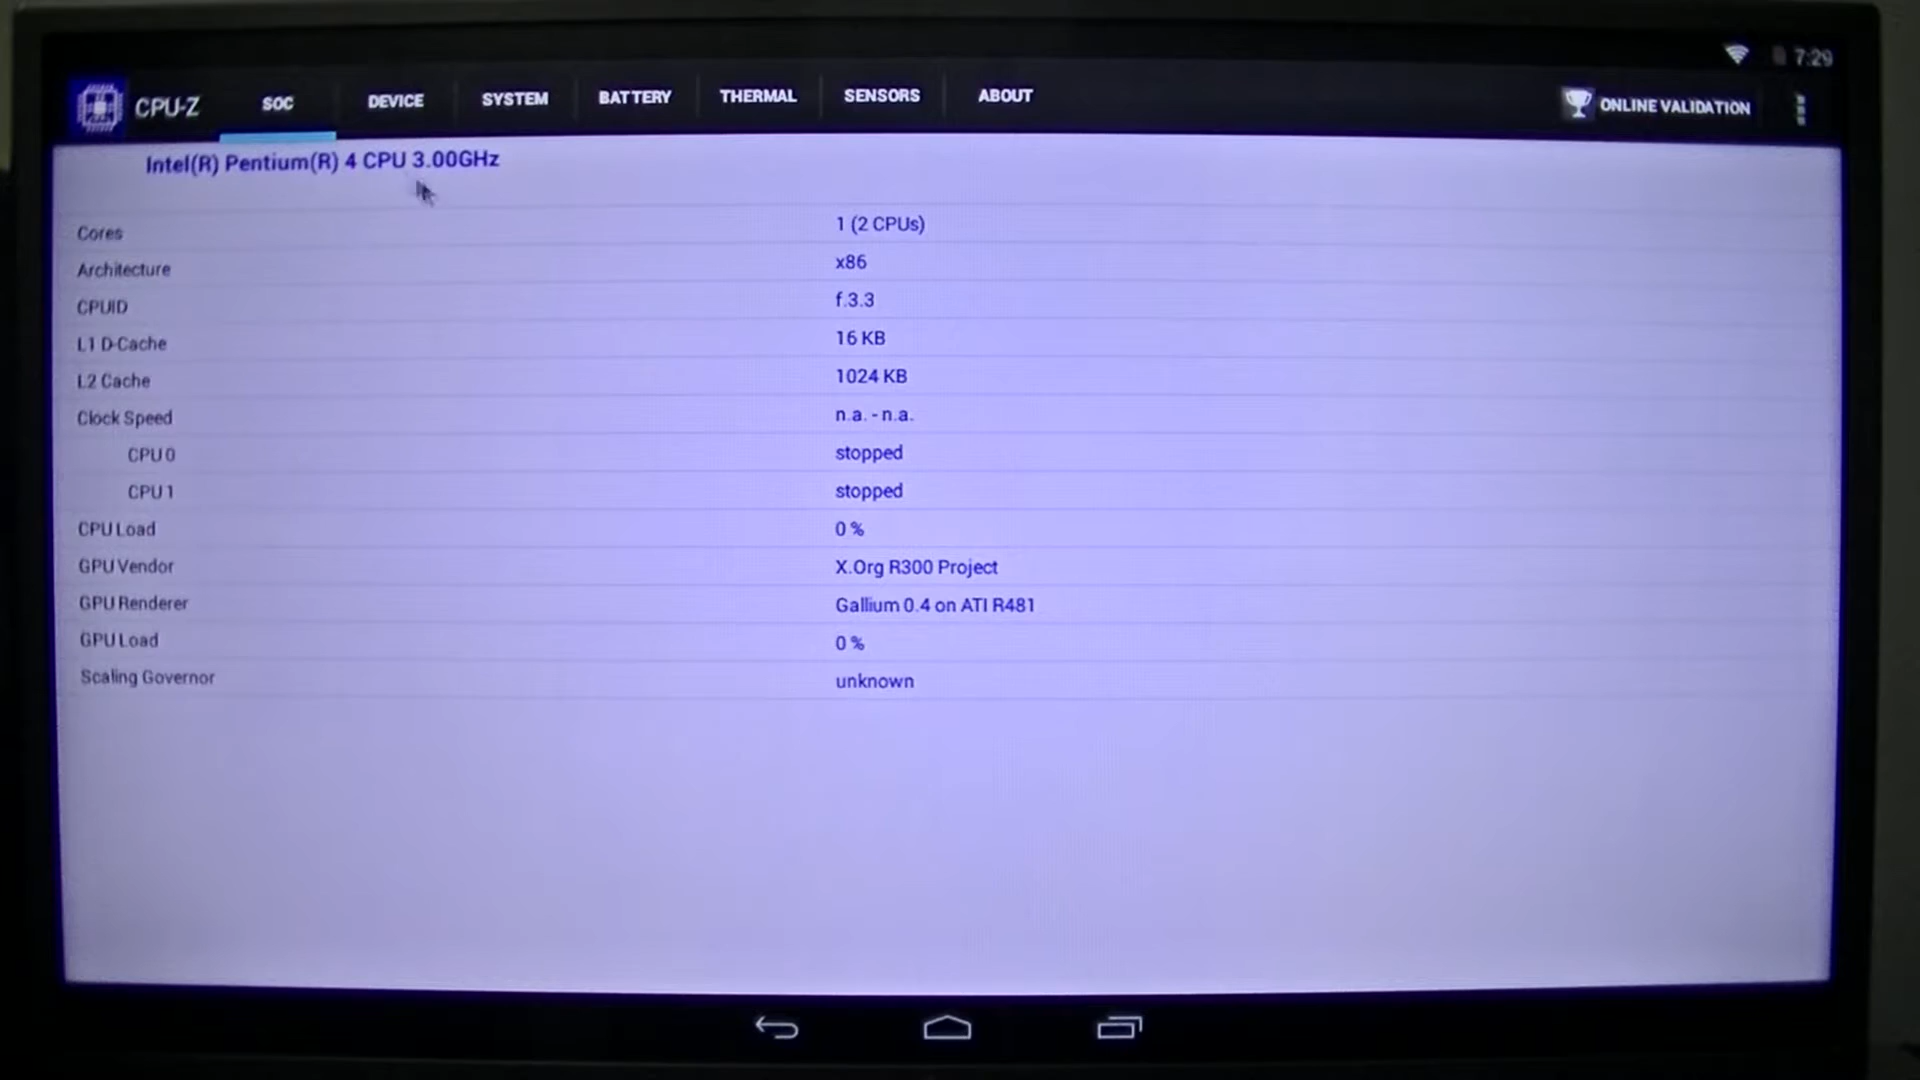 7:29
CPU-Z SOC DEVICE SYSTEM BATTERY THERMAL SENSORS ABOUT ONLINE VALIDATION
Intel(R) Pentium(R) 4 CPU 3.00GHz
Cores 1 (2 CPUs)
Architecture x86
CPUID f.3.3
L1 D-Cache 16 KB
L2 Cache 1024 KB
Clock Speed n.a. - n.a.
CPU 0 stopped
CPU 1 stopped
CPU Load 0 %
GPU Vendor X.Org R300 Project
GPU Renderer Gallium 0.4 on ATI R481
GPU Load 0 %
Scaling Governor unknown